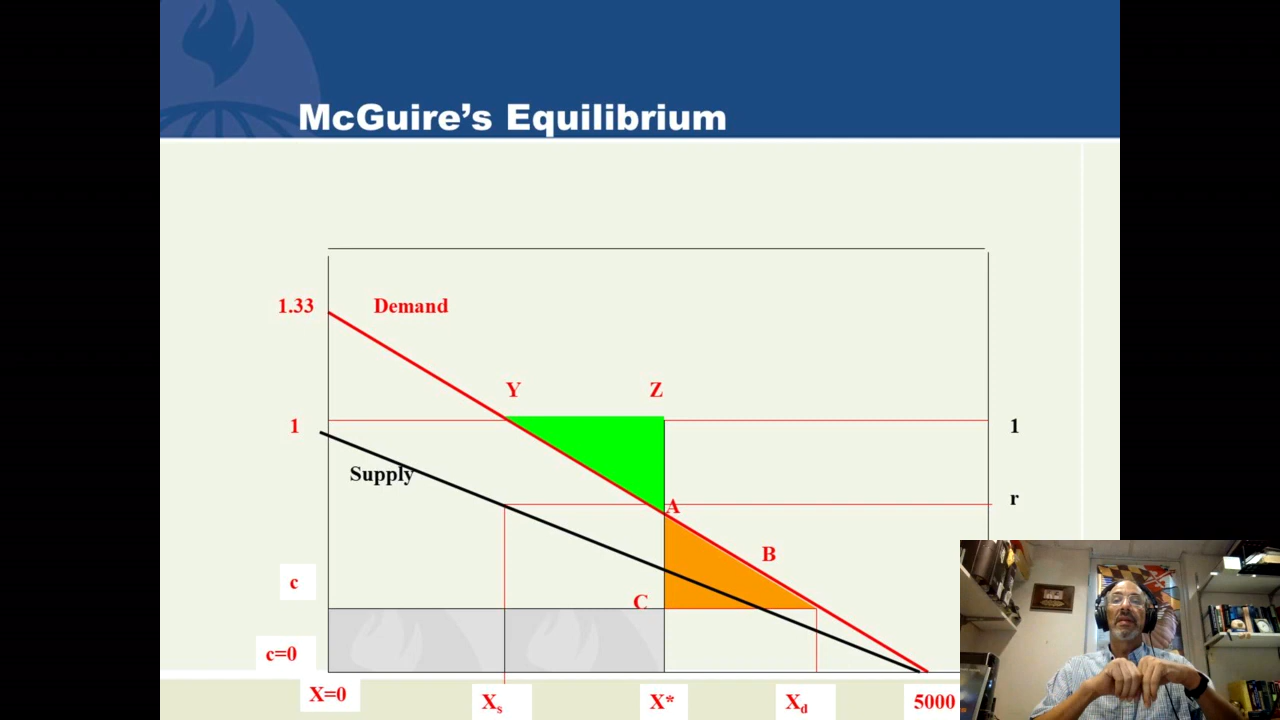 McGuire’s Equilibrium
1.33
Demand
Y
Z
1
1
Supply
r
A
B
c
C
c=0
X=0
Xs
X*
Xd
5000